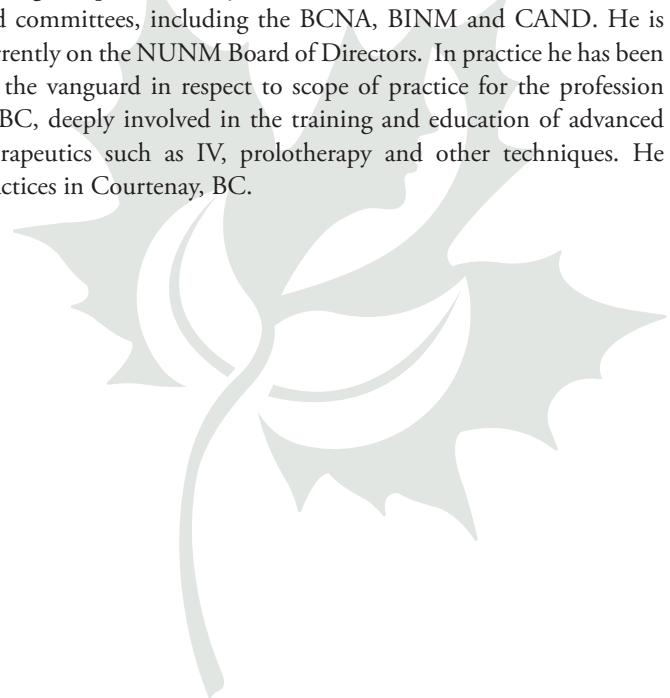 d committees, including the BCNA, BINM and CAND. He is
rrently on the NUNM Board of Directors. In practice he has been
the vanguard in respect to scope of practice for the profession
BC, deeply involved in the training and education of advanced
rapeutics such as IV, prolotherapy and other techniques. He
ctices in Courtenay, BC.